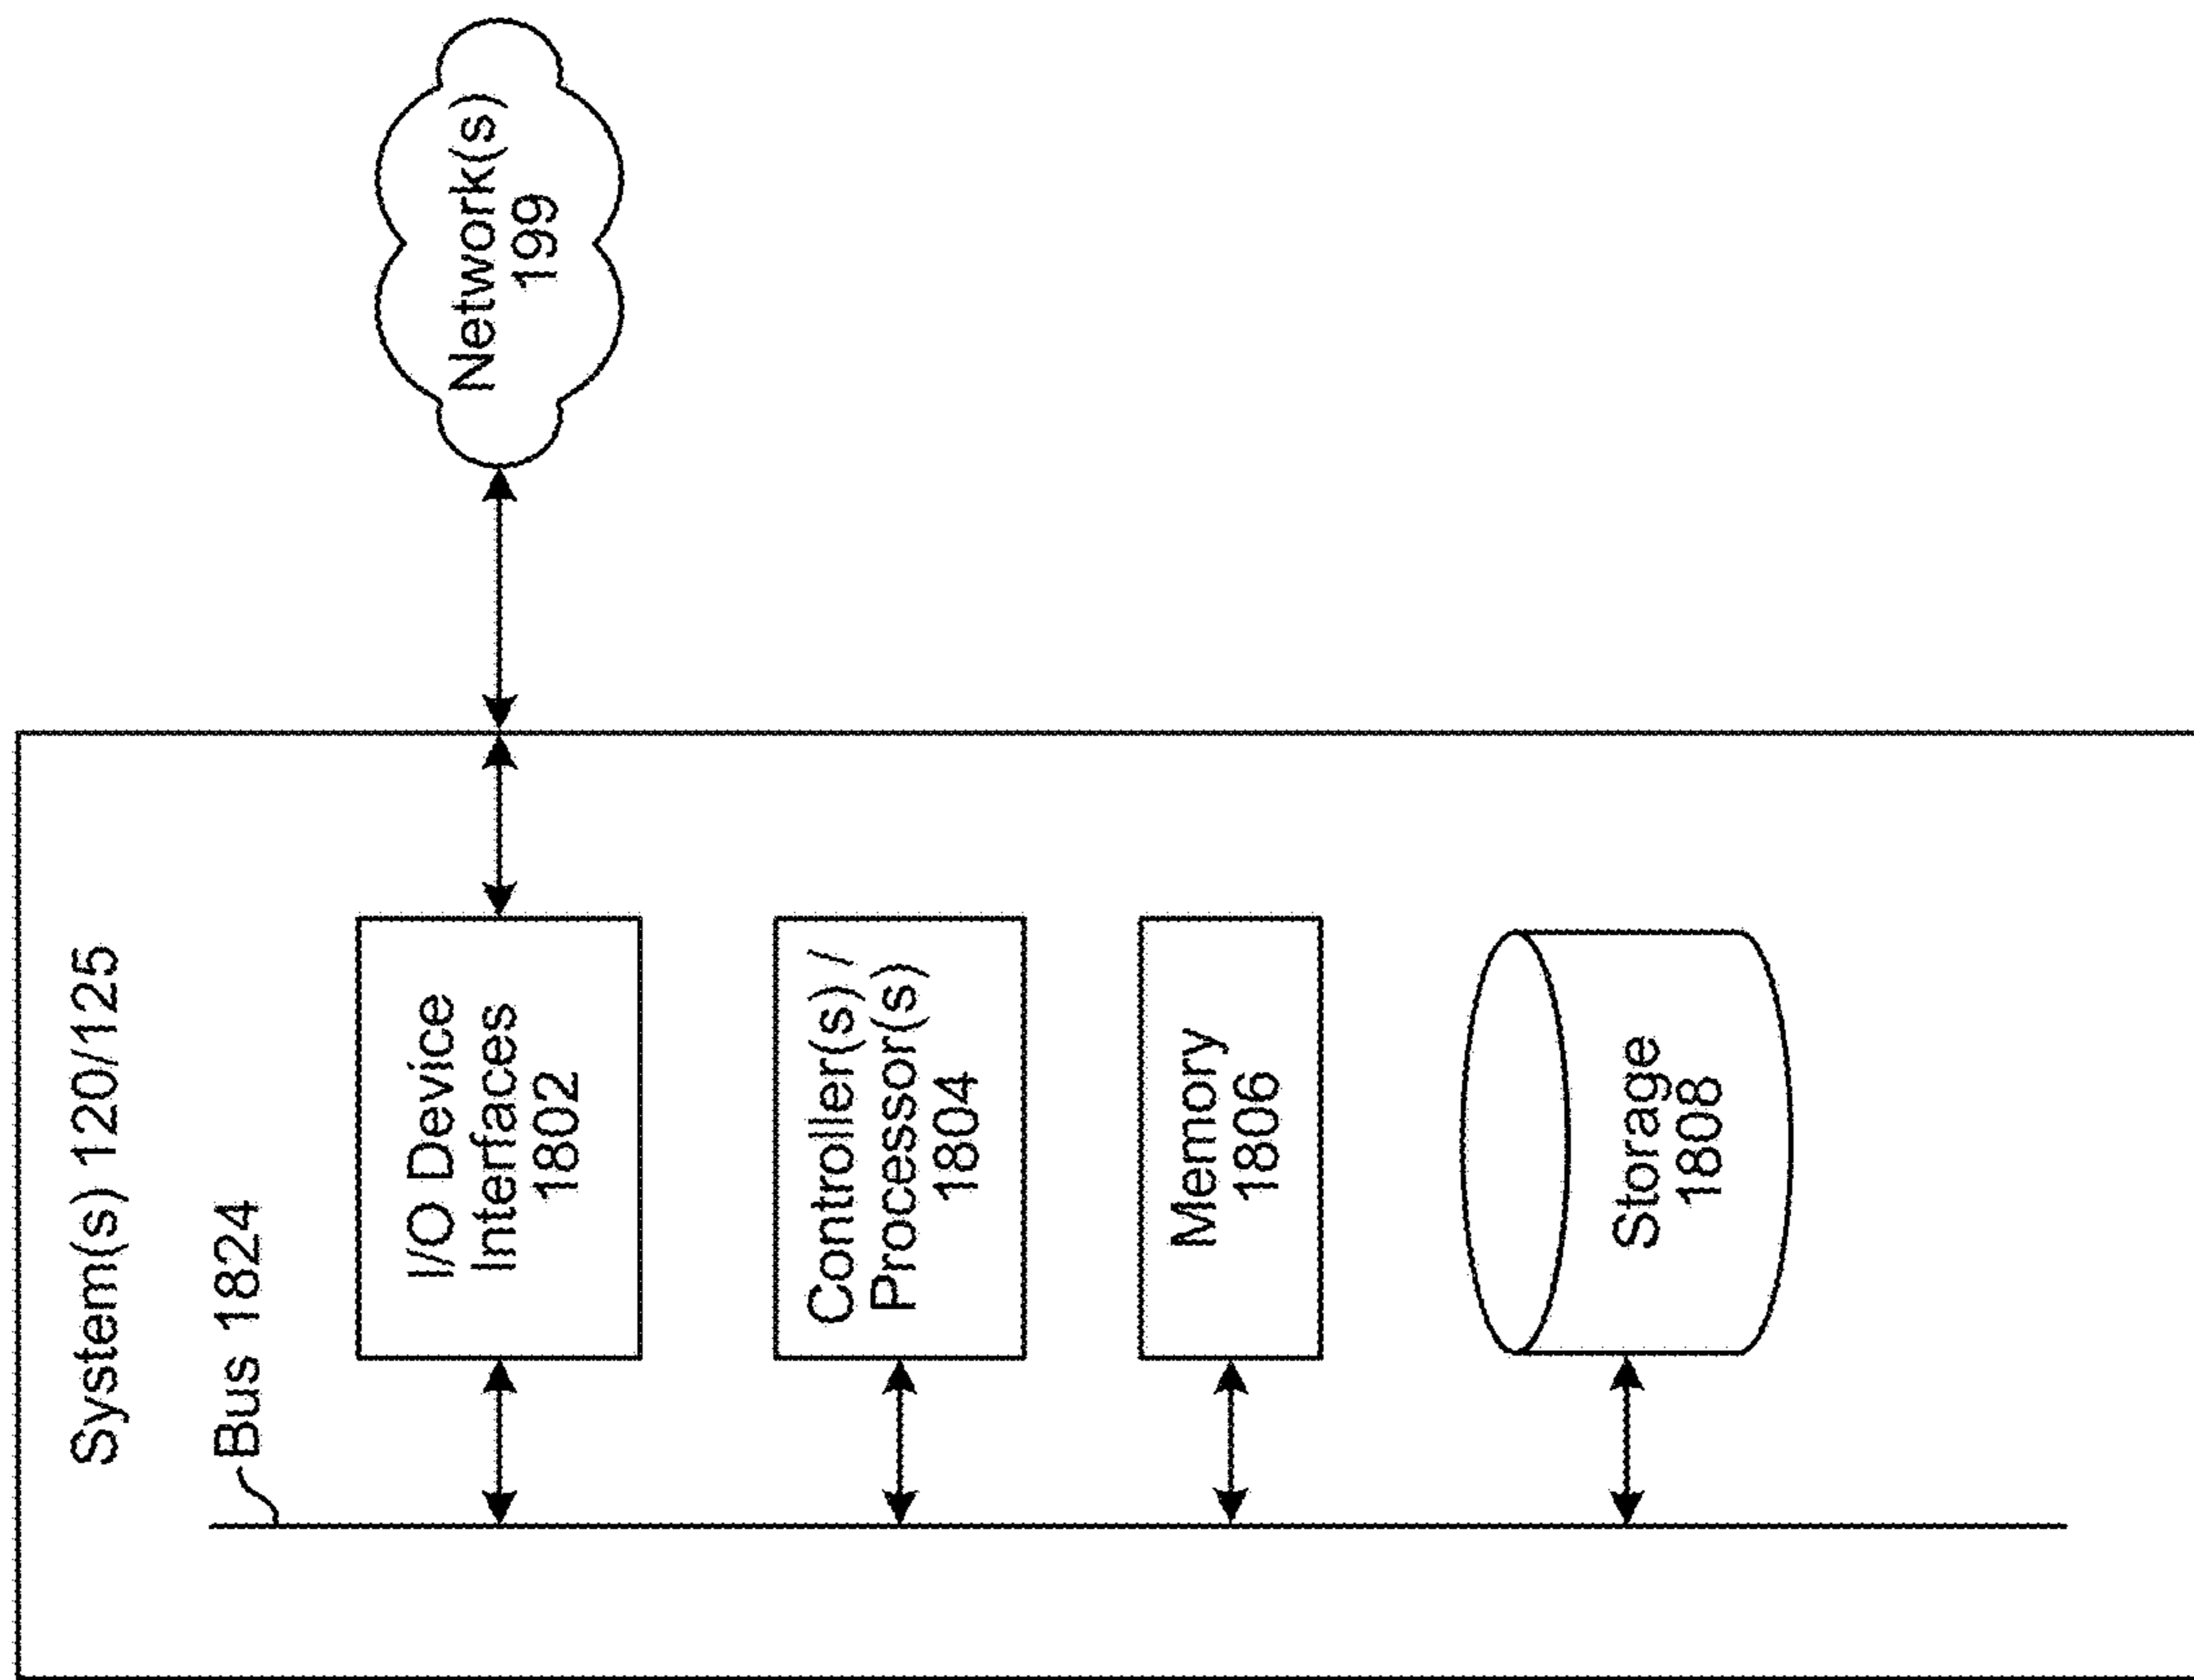 System(s) 120/125
Bus 1824
I/O Device
Interfaces
1802
Network(s)
199
Controller(s) /
Processor(s)
1804
Memory
1806
Storage
1808